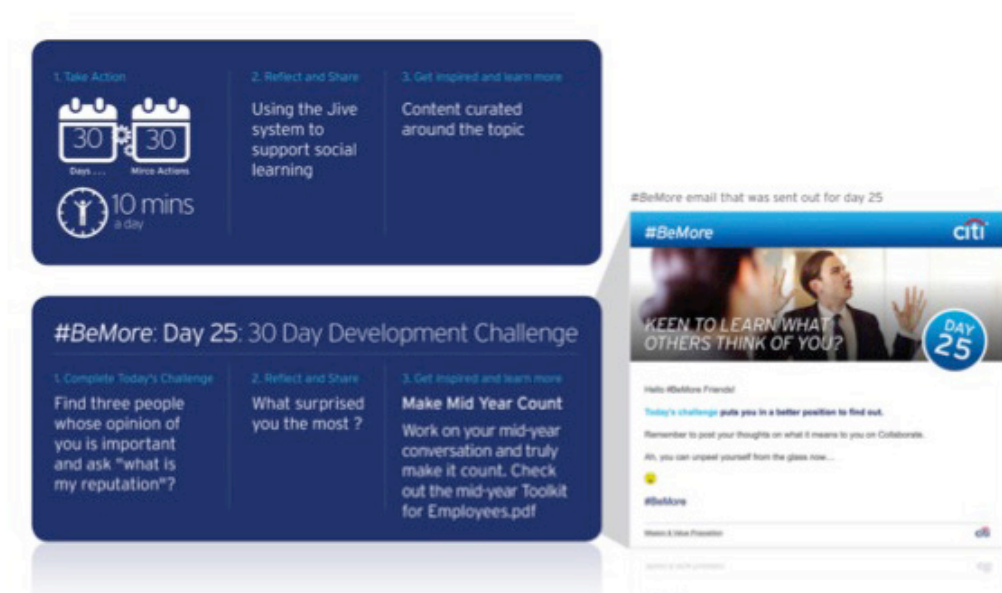 1. Take Action
30
30
Days . . .
Mirco Actions
10 mins
a day
2. Reflect and Share
Using the Jive
system to
support social
learning
3. Get inspired and learn more
Content curated
around the topic
#BeMore: Day 25: 30 Day Development Challenge
1. Complete Today's Challenge
Find three people
whose opinion of
you is important
and ask "what is
my reputation"?
2. Reflect and Share
What surprised
you the most ?
3. Get inspired and learn more
Make Mid Year Count
Work on your mid-year
conversation and truly
make it count. Check
out the mid-year Toolkit
for Employees.pdf
#BeMore email that was sent out for day 25
#BeMore
citi
KEEN TO LEARN WHAT
OTHERS THINK OF YOU?
DAY
25
Hello #BeMore Friends!
Today's challenge puts you in a better position to find out.
Remember to post your thoughts on what it means to you on Collaborate.
Ah, you can unpeel yourself from the glass now...
#BeMore
citi